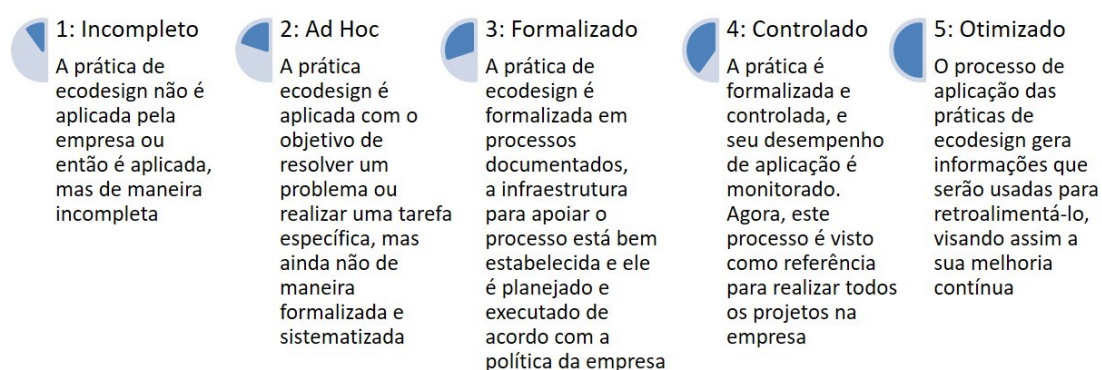 1: Incompleto
A prática de
ecodesign não é
aplicada pela
empresa ou
então é aplicada,
mas de maneira
incompleta
2: Ad Hoc
A prática
ecodesign é
aplicada com o
objetivo de
resolver um
problema ou
realizar uma tarefa
específica, mas
ainda não de
maneira
formalizada e
sistematizada
3: Formalizado
A prática de
ecodesign é
formalizada em
processos
documentados,
a infraestrutura
para apoiar o
processo está bem
estabelecida e ele
é planejado e
executado de
acordo com a
política da empresa
4: Controlado
A prática é
formalizada e
controlada, e
seu desempenho
de aplicação é
monitorado.
Agora, este
processo é visto
como referência
para realizar todos
os projetos na
empresa
5: Otimizado
O processo de
aplicação das
práticas de
ecodesign gera
informações que
serão usadas para
retroalimentá-lo,
visando assim a
sua melhoria
contínua